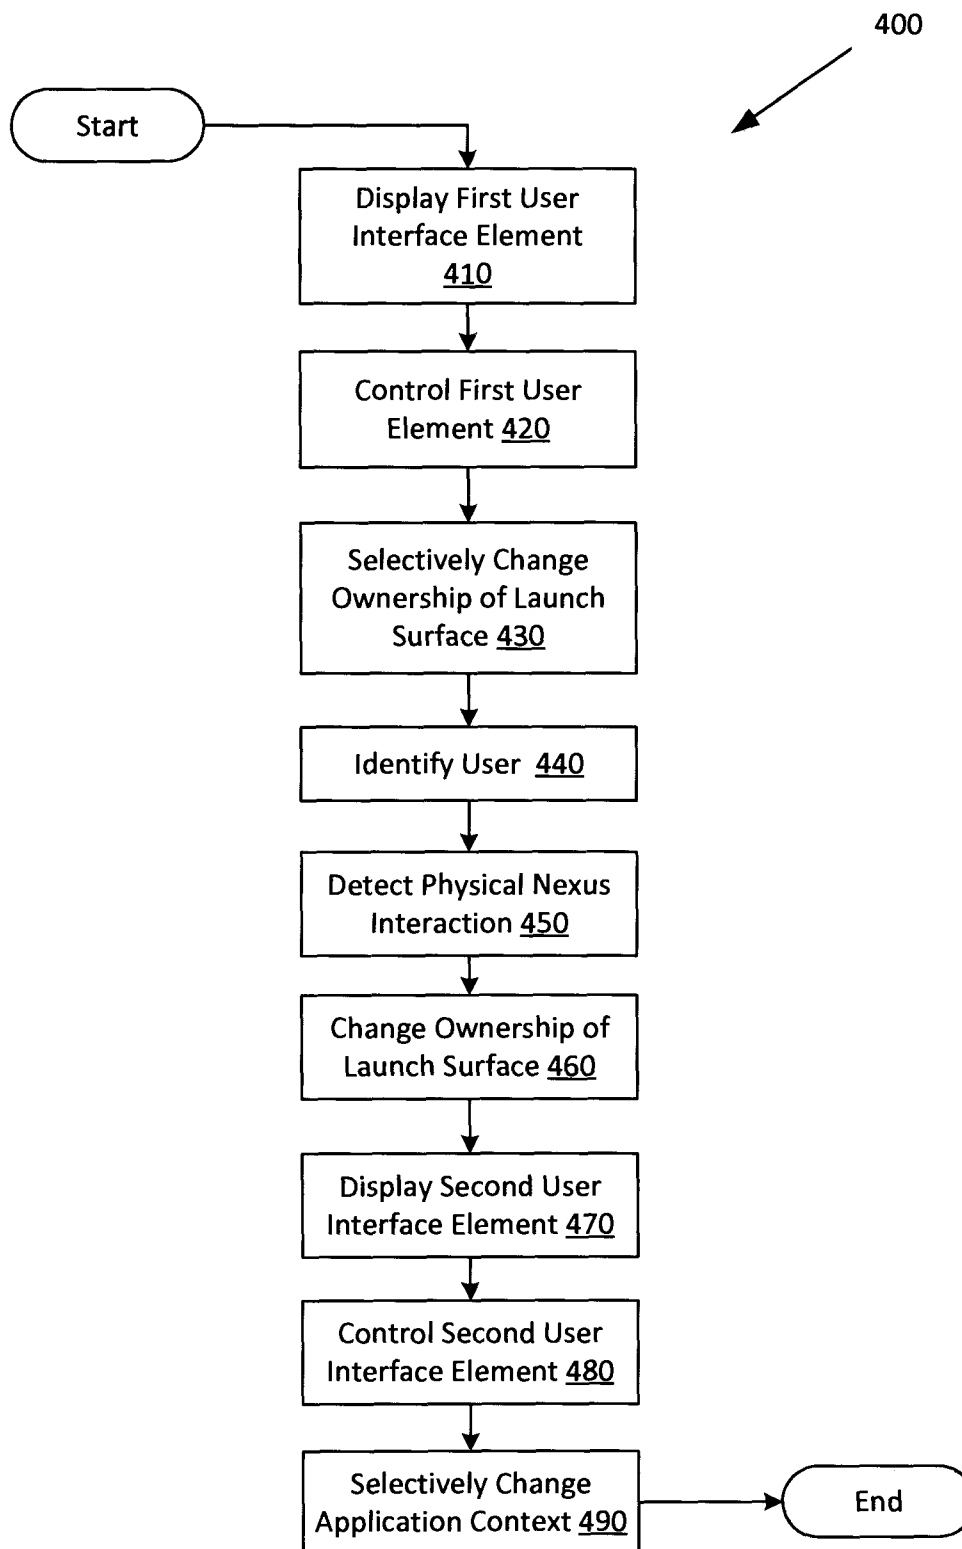 400
Start
Display First User
Interface Element
410
Control First User
Element 420
Selectively Change
Ownership of Launch
Surface 430
Identify User 440
Detect Physical Nexus
Interaction 450
Change Ownership of
Launch Surface 460
Display Second User
Interface Element 470
Control Second User
Interface Element 480
Selectively Change
Application Context 490
End